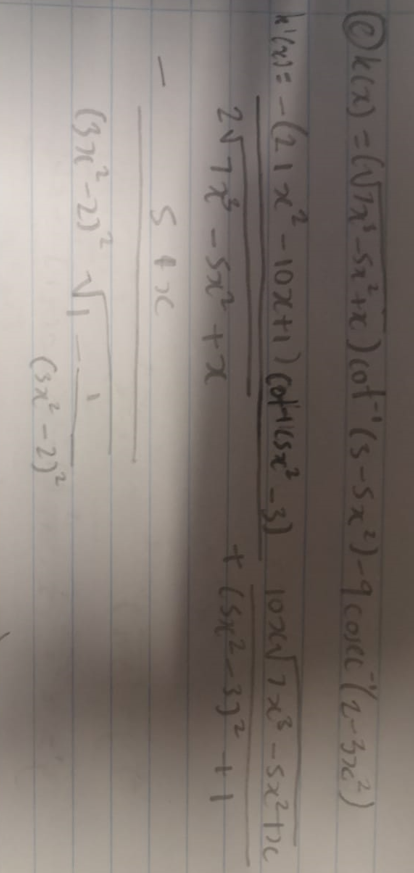 (e) k(x) = (√7x³-5x²+x) cot⁻¹(3-5x²) - 9 cosec⁻¹(2-3x²)
k'(x) = -(21x² - 10x + 1) cot⁻¹(5x² - 3) / 2√7x³ - 5x² + x + 10x√7x³ - 5x²+x / (5x² - 3)² + 1
- 54x / (3x²-2)² √1 - 1/(3x²-2)²